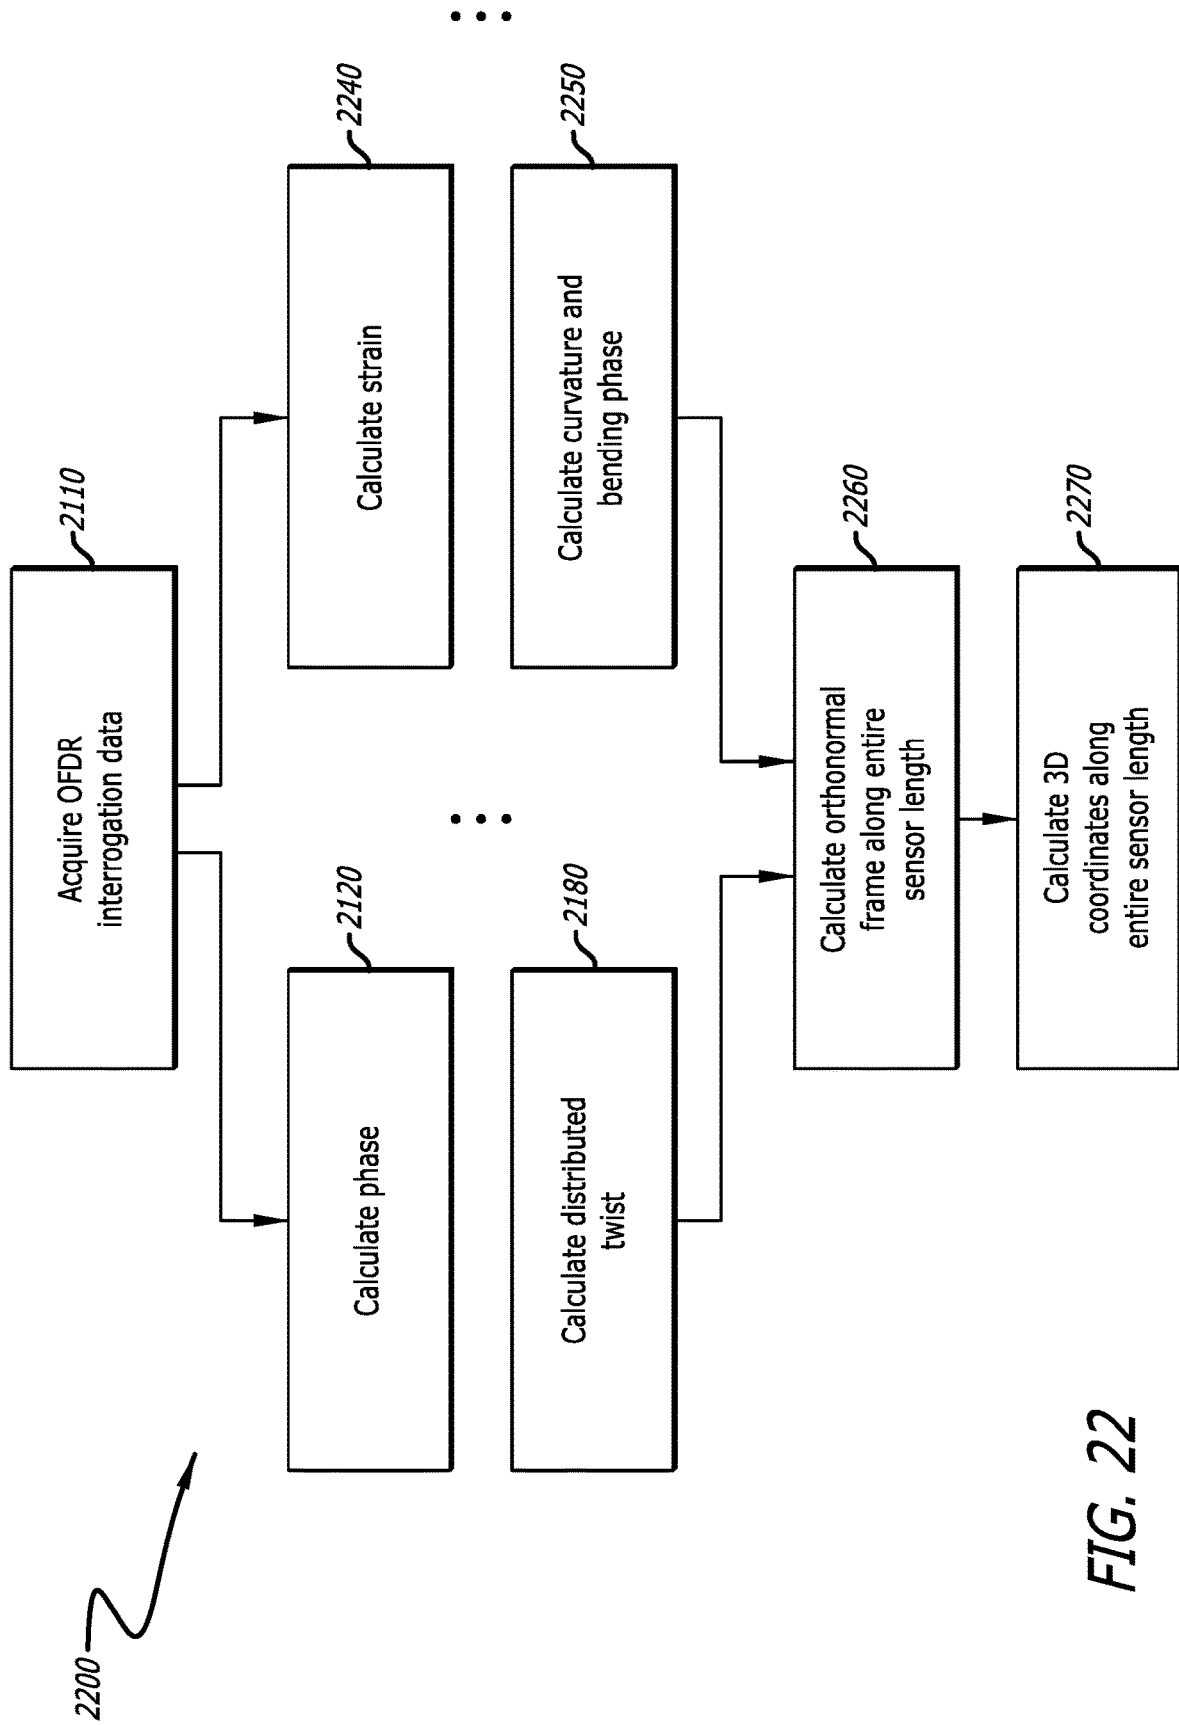 2200
Acquire OFDR
interrogation data
2110
Calculate phase
2120
Calculate strain
2240
Calculate distributed
twist
2180
Calculate curvature and
bending phase
2250
Calculate orthonormal
frame along entire
sensor length
2260
Calculate 3D
coordinates along
entire sensor length
2270
FIG. 22